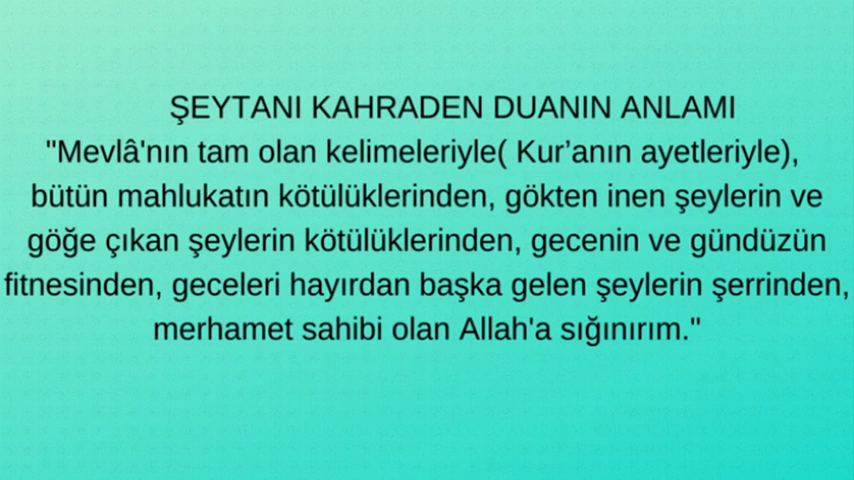 ŞEYTANI KAHRADEN DUANIN ANLAMI
"Mevlâ'nın tam olan kelimeleriyle( Kur’anın ayetleriyle),
bütün mahlukatın kötülüklerinden, gökten inen şeylerin ve
göğe çıkan şeylerin kötülüklerinden, gecenin ve gündüzün
fitnesinden, geceleri hayırdan başka gelen şeylerin şerrinden,
merhamet sahibi olan Allah'a sığınırım."